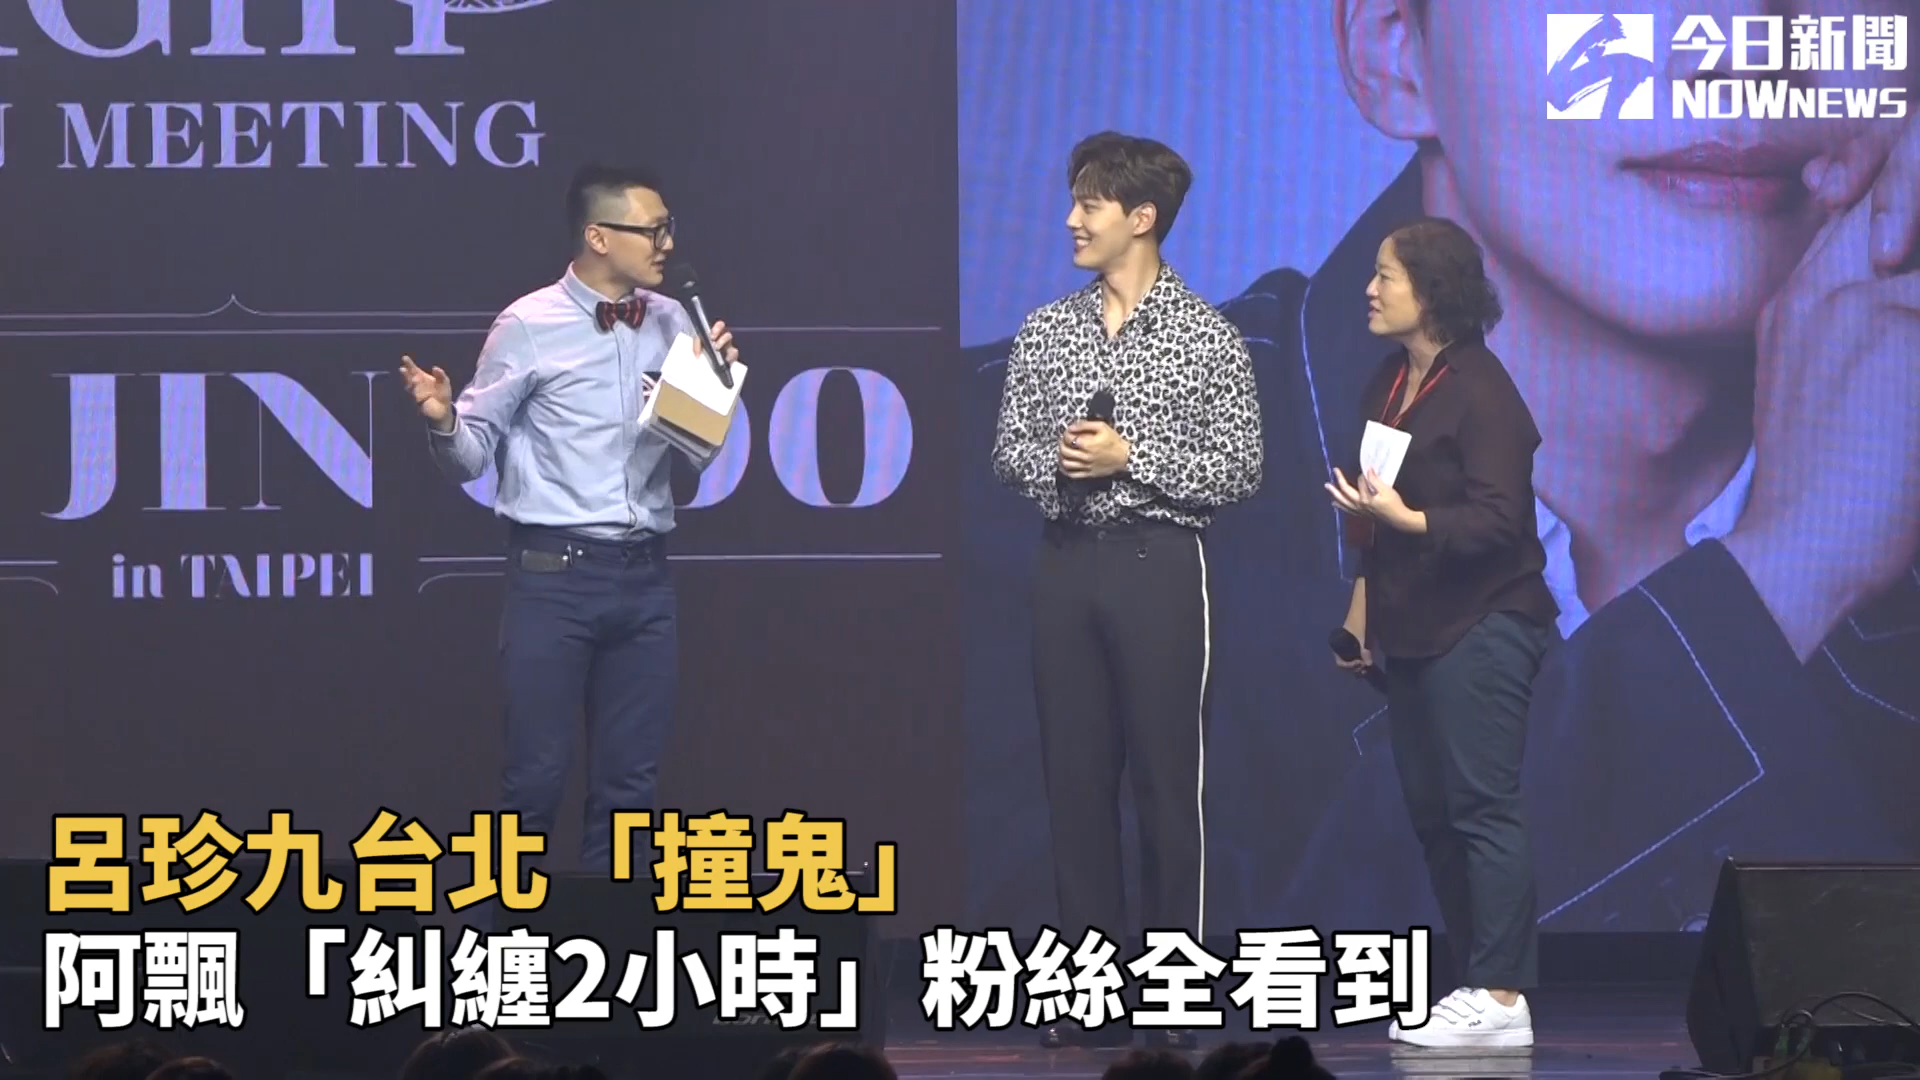 今日新聞
NOWNEWS
MEETING
JIN
in TAIPEI
呂珍九台北「撞鬼」
阿飄「糾纏2小時」粉絲全看到
FILA